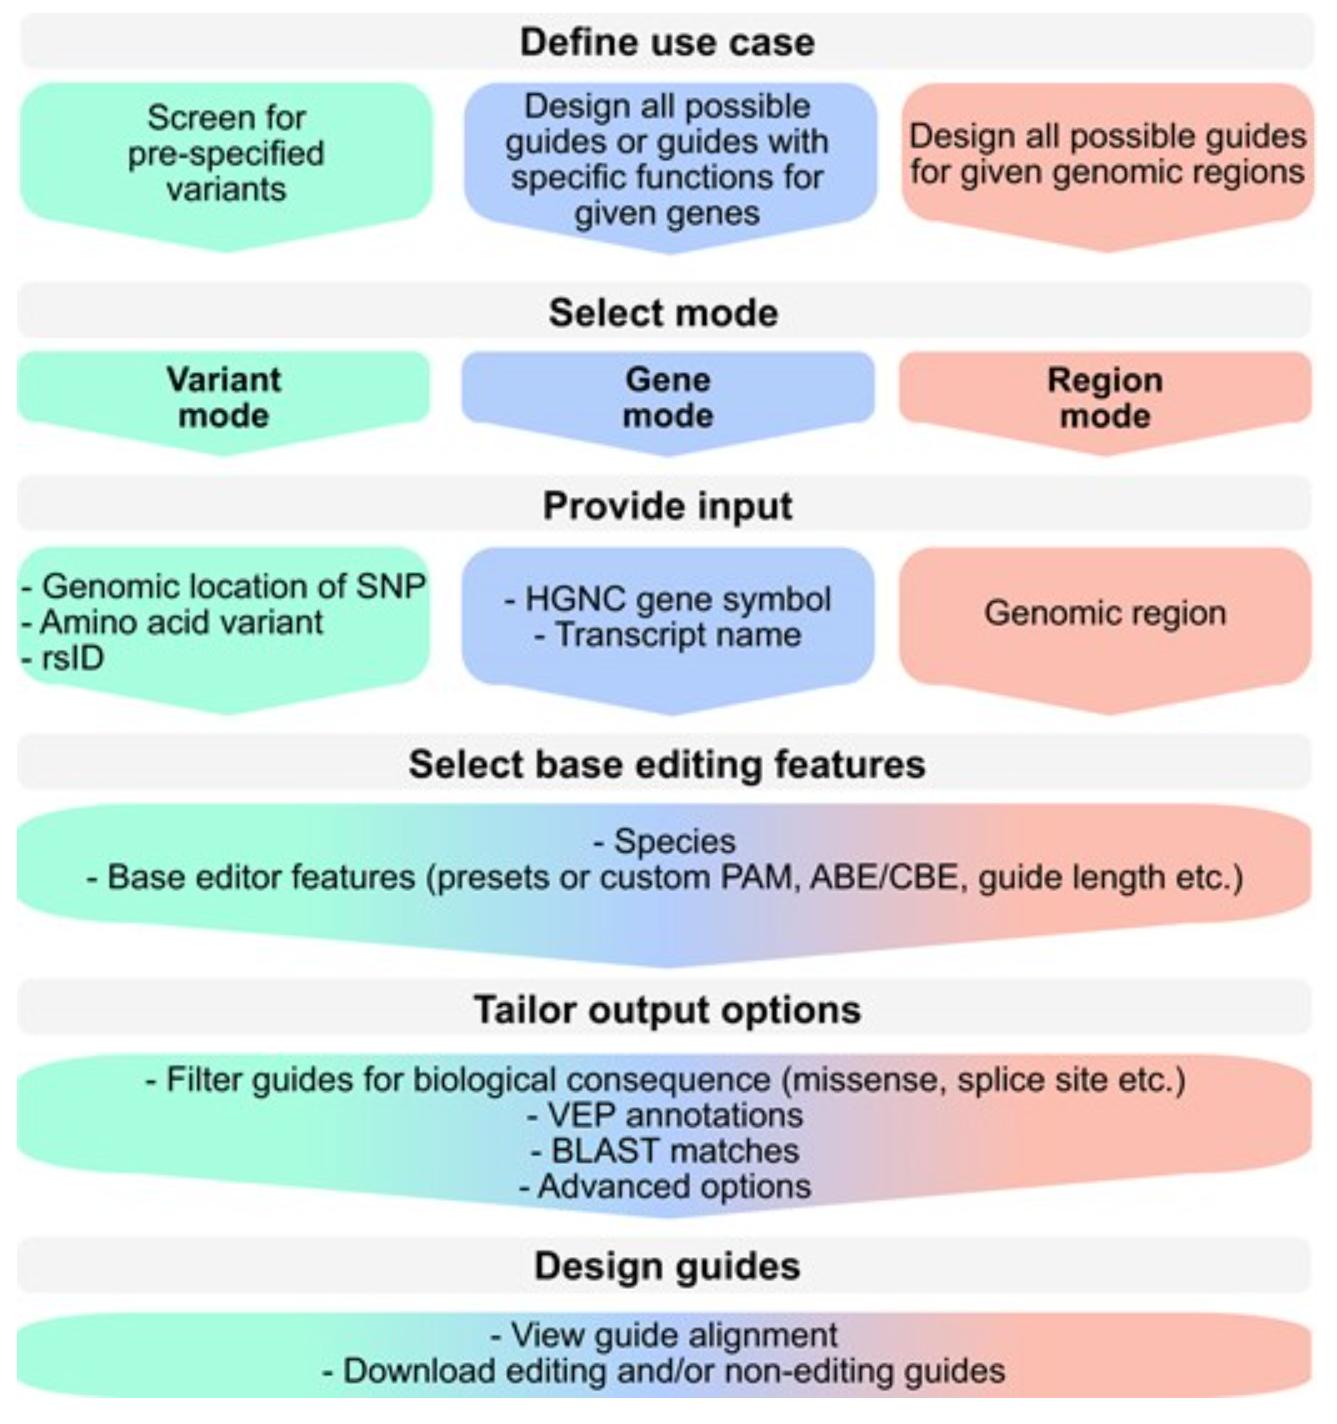 Define use case
Screen for
pre-specified
variants
Design all possible
guides or guides with
specific functions for
given genes
Design all possible guides
for given genomic regions
Select mode
Variant
mode
Gene
mode
Region
mode
Provide input
- Genomic location of SNP
- Amino acid variant
- rsID
- HGNC gene symbol
- Transcript name
Genomic region
Select base editing features
- Species
- Base editor features (presets or custom PAM, ABE/CBE, guide length etc.)
Tailor output options
- Filter guides for biological consequence (missense, splice site etc.)
- VEP annotations
- BLAST matches
- Advanced options
Design guides
- View guide alignment
- Download editing and/or non-editing guides